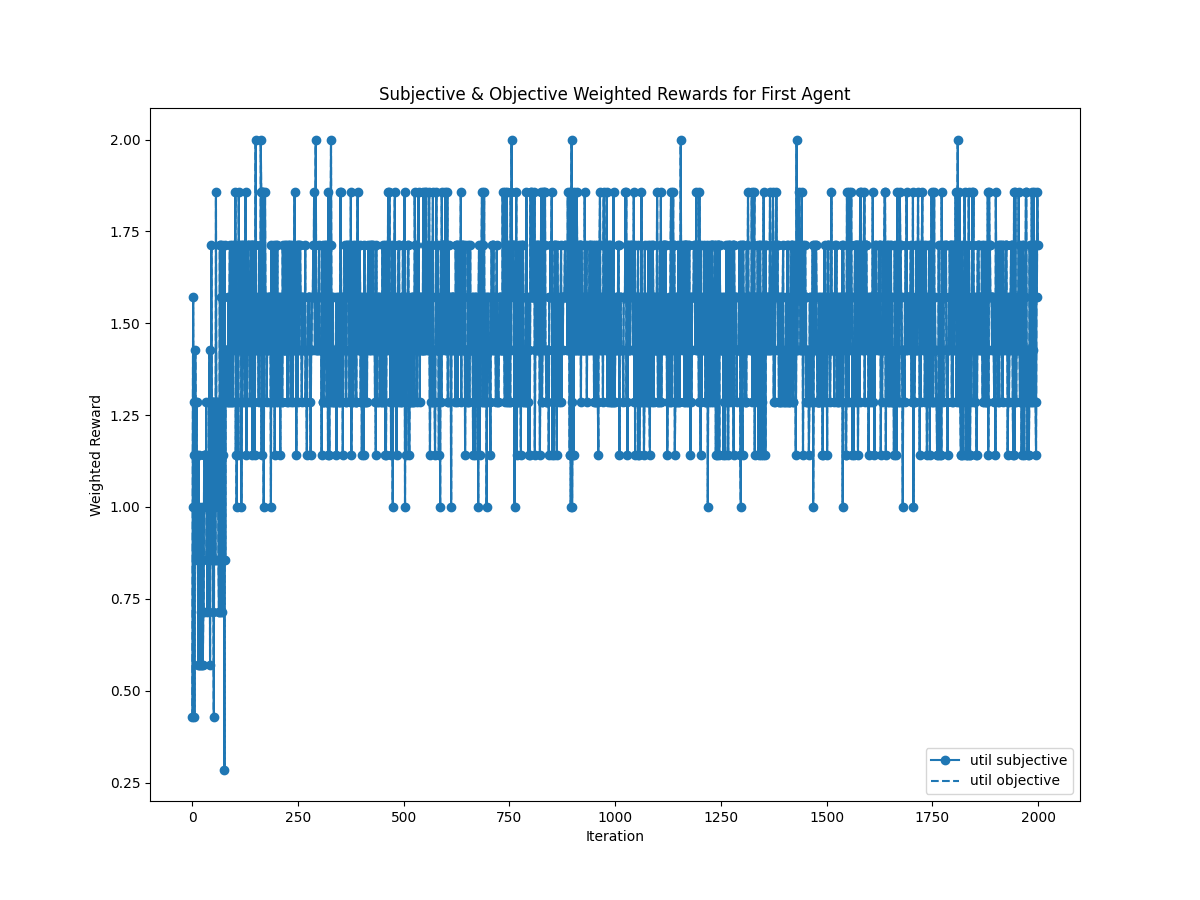 Subjective & Objective Weighted Rewards for First Agent
2.00
1.75
1.50
1.25
1.00
0.75
0.50
0.25
Weighted Reward
util subjective
util objective
0 250 500 750 1000 1250 1500 1750 2000
Iteration